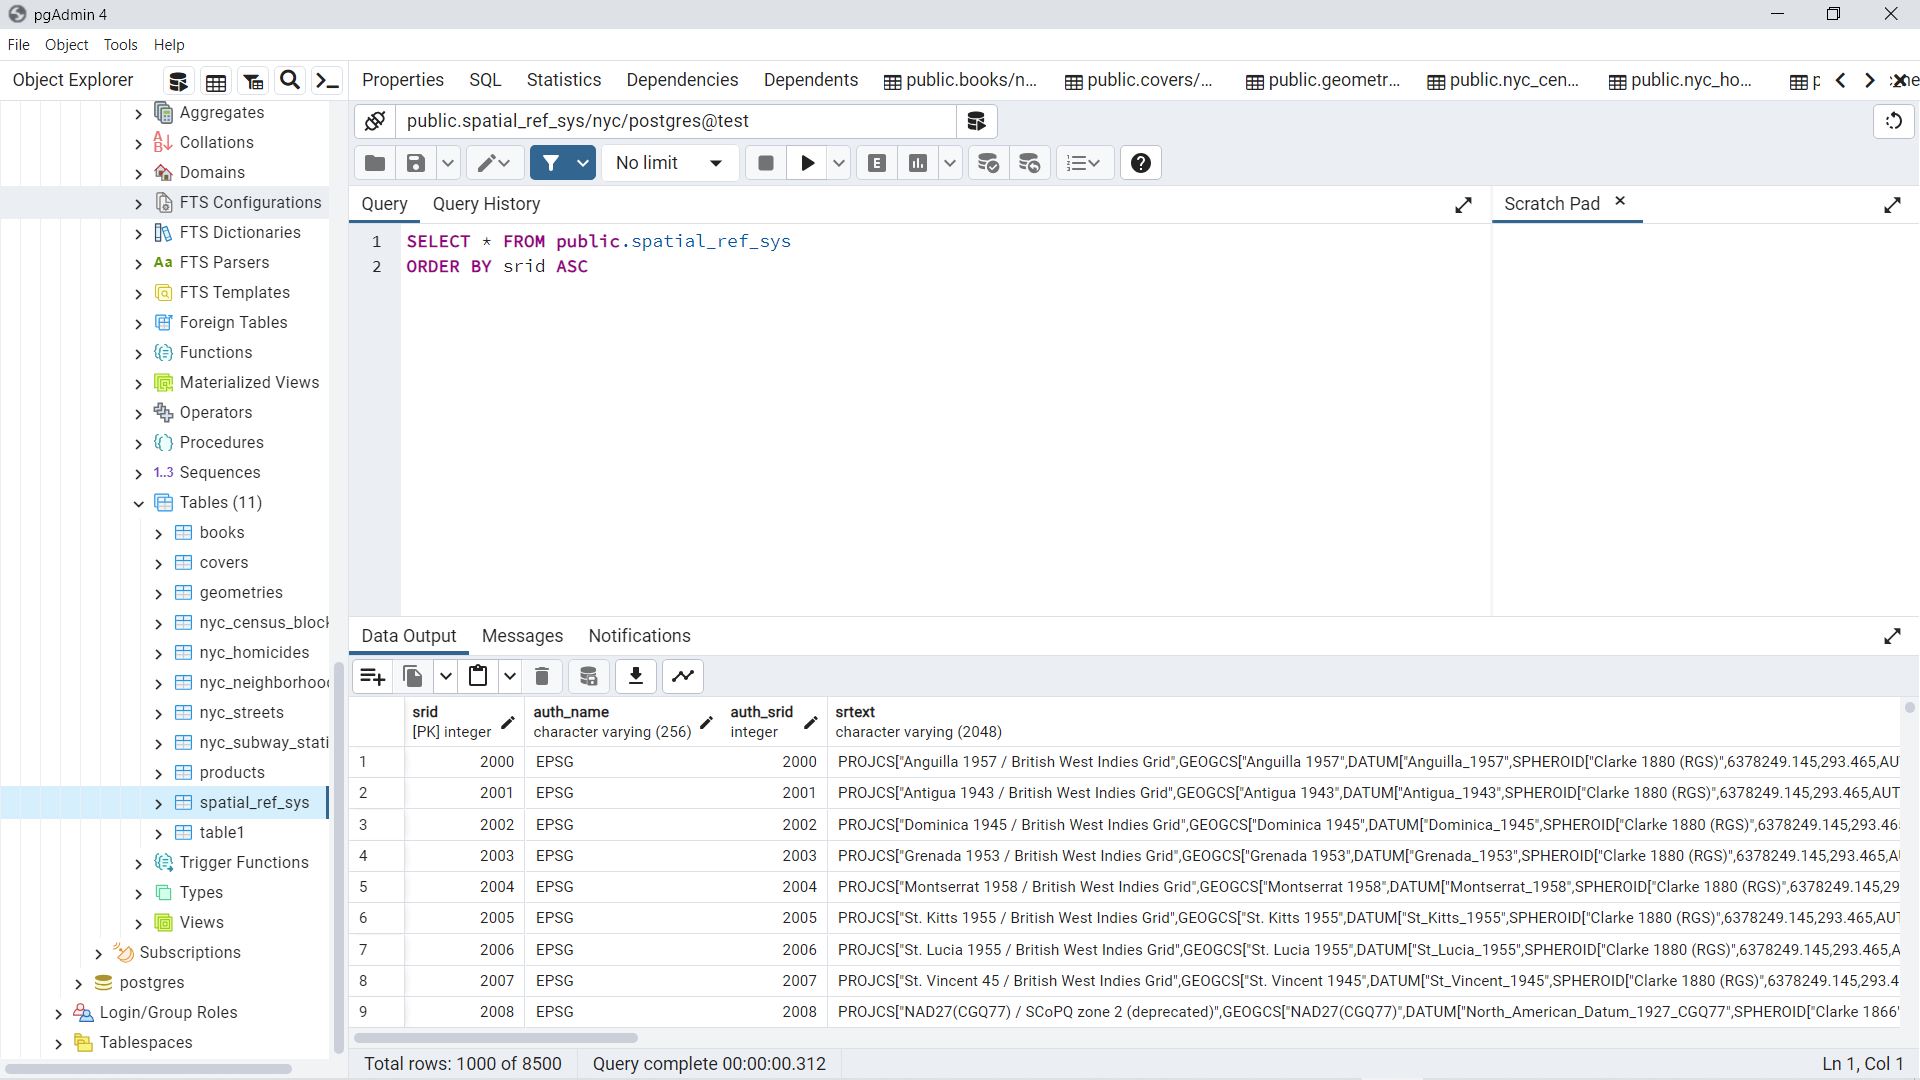 pgAdmin 4
File Object Tools Help
Object Explorer
Properties SQL Statistics Dependencies Dependents public.books/n... public.covers/... public.geometr... public.nyc_cen... public.nyc_ho...
Aggregates
Collations
Domains
FTS Configurations
FTS Dictionaries
Aa FTS Parsers
FTS Templates
Foreign Tables
Functions
Materialized Views
Operators
Procedures
1..3 Sequences
Tables (11)
books
covers
geometries
nyc_census_block
nyc_homicides
nyc_neighborhood
nyc_streets
nyc_subway_stati
products
spatial_ref_sys
table1
Trigger Functions
Types
Views
Subscriptions
postgres
Login/Group Roles
Tablespaces
public.spatial_ref_sys/nyc/postgres@test
No limit
E
Query Query History
Scratch Pad
1 SELECT * FROM public.spatial_ref_sys
2 ORDER BY srid ASC
Data Output Messages Notifications
srid auth_name auth_srid srtext
[PK] integer character varying (256) integer character varying (2048)
1 2000 EPSG 2000 PROJCS["Anguilla 1957 / British West Indies Grid",GEOGCS["Anguilla 1957",DATUM["Anguilla_1957",SPHEROID["Clarke 1880 (RGS)",6378249.145,293.465,AU
2 2001 EPSG 2001 PROJCS["Antigua 1943 / British West Indies Grid",GEOGCS["Antigua 1943",DATUM["Antigua_1943",SPHEROID["Clarke 1880 (RGS)",6378249.145,293.465,AUT
3 2002 EPSG 2002 PROJCS["Dominica 1945 / British West Indies Grid",GEOGCS["Dominica 1945",DATUM["Dominica_1945",SPHEROID["Clarke 1880 (RGS)",6378249.145,293.46
4 2003 EPSG 2003 PROJCS["Grenada 1953 / British West Indies Grid",GEOGCS["Grenada 1953",DATUM["Grenada_1953",SPHEROID["Clarke 1880 (RGS)",6378249.145,293.465,A
5 2004 EPSG 2004 PROJCS["Montserrat 1958 / British West Indies Grid",GEOGCS["Montserrat 1958",DATUM["Montserrat_1958",SPHEROID["Clarke 1880 (RGS)",6378249.145,29
6 2005 EPSG 2005 PROJCS["St. Kitts 1955 / British West Indies Grid",GEOGCS["St. Kitts 1955",DATUM["St_Kitts_1955",SPHEROID["Clarke 1880 (RGS)",6378249.145,293.465,AUT
7 2006 EPSG 2006 PROJCS["St. Lucia 1955 / British West Indies Grid",GEOGCS["St. Lucia 1955",DATUM["St_Lucia_1955",SPHEROID["Clarke 1880 (RGS)",6378249.145,293.465,A
8 2007 EPSG 2007 PROJCS["St. Vincent 45 / British West Indies Grid",GEOGCS["St. Vincent 1945",DATUM["St_Vincent_1945",SPHEROID["Clarke 1880 (RGS)",6378249.145,293.4
9 2008 EPSG 2008 PROJCS["NAD27(CGQ77) / SCoPQ zone 2 (deprecated)",GEOGCS["NAD27(CGQ77)",DATUM["North_American_Datum_1927_CGQ77",SPHEROID["Clarke 1866"
Total rows: 1000 of 8500 Query complete 00:00:00.312 Ln 1, Col 1